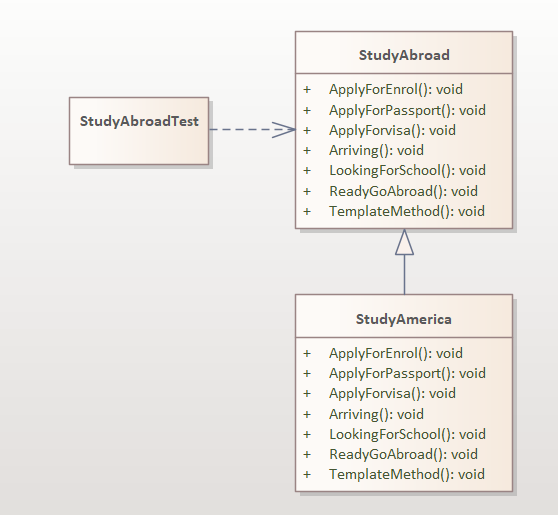 StudyAbroad
+ ApplyForEnrol(): void
+ ApplyForPassport(): void
+ ApplyForvisa(): void
+ Arriving(): void
+ LookingForSchool(): void
+ ReadyGoAbroad(): void
+ TemplateMethod(): void
StudyAbroadTest
StudyAmerica
+ ApplyForEnrol(): void
+ ApplyForPassport(): void
+ ApplyForvisa(): void
+ Arriving(): void
+ LookingForSchool(): void
+ ReadyGoAbroad(): void
+ TemplateMethod(): void